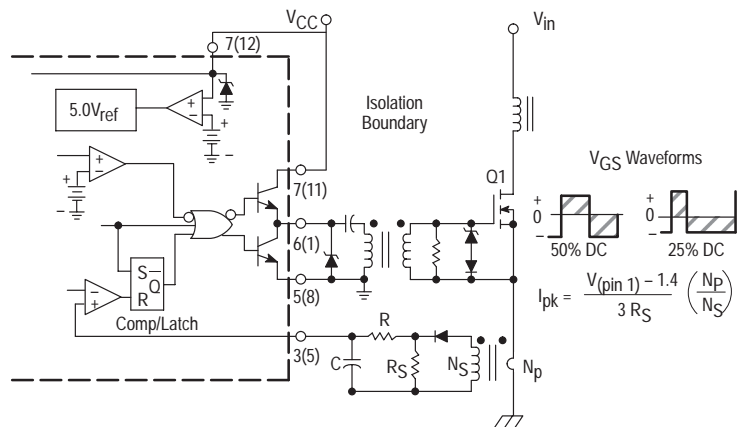 VCC
Vin
7(12)
5.0Vref
+
–
+
–
Isolation
Boundary
+
–
+
–
7(11)
Q1
VGS Waveforms
+
0
–
50% DC
+
0
–
25% DC
6(1)
S
Q
R
5(8)
–
+
Comp/Latch
Ipk = V(pin 1) – 1.4 / 3 RS (NP / NS)
3(5)
R
C
RS
NS
Np